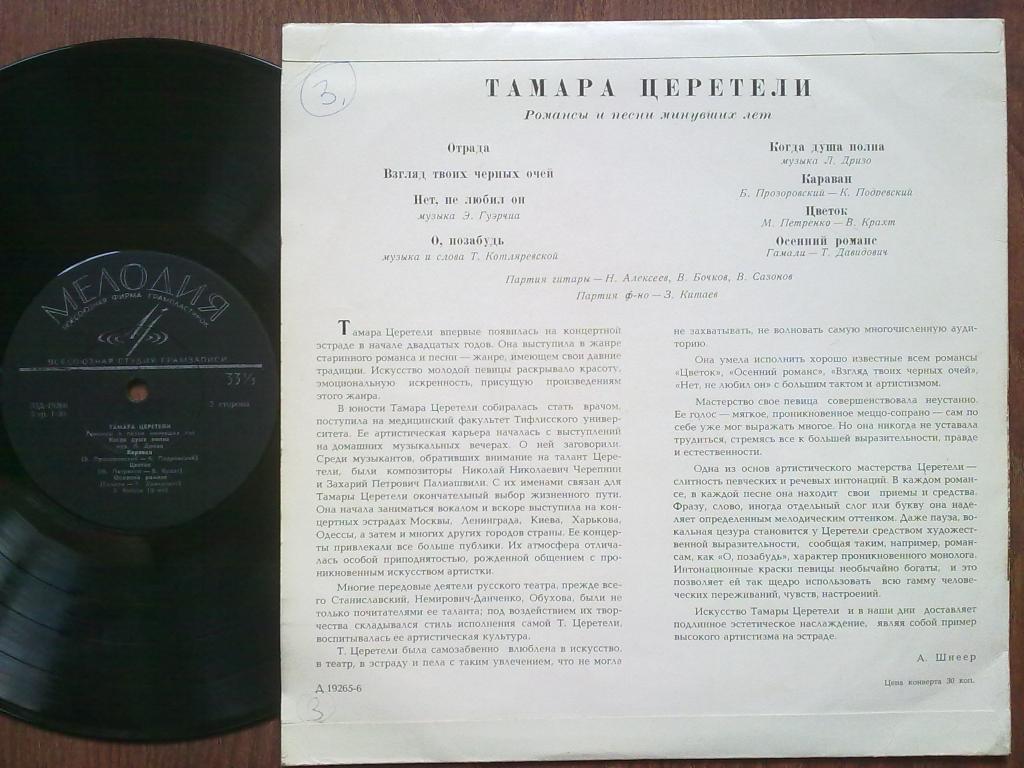 МЕЛОДИЯ
ВСЕСОЮЗНАЯ ФИРМА ГРАМПЛАСТИНОК
ВСЕСОЮЗНАЯ СТУДИЯ ГРАМЗАПИСИ
33⅓
2 сторона
ТАМАРА ЦЕРЕТЕЛИ
Когда душа полна
Караван
Цветок
Осенний романс
3,
ТАМАРА ЦЕРЕТЕЛИ
Романсы и песни минувших лет
Отрада
Взгляд твоих черных очей
Нет, не любил он
музыка Э. Гуэрчиа
О, позабудь
музыка и слова Т. Котляревской
Когда душа полна
музыка Л. Дризо
Караван
Б. Прозоровский — К. Подревский
Цветок
М. Петренко — В. Крахт
Осенний романс
Гамали — Т. Давидович
Партия гитары — Н. Алексеев, В. Бочков, В. Сазонов
Партия ф-но — З. Китаев
Тамара Церетели впервые появилась на концертной
эстраде в начале двадцатых годов. Она выступила в жанре
старинного романса и песни — жанре, имеющем свои давние
традиции. Искусство молодой певицы раскрывало красоту,
эмоциональную искренность, присущую произведениям
этого жанра.
В юности Тамара Церетели собиралась стать врачом,
поступила на медицинский факультет Тифлисского универ-
ситета. Ее артистическая карьера началась с выступлений
на домашних музыкальных вечерах. О ней заговорили.
Среди музыкантов, обративших внимание на талант Цере-
тели, были композиторы Николай Николаевич Черепнин
и Захарий Петрович Палиашвили. С их именами связан для
Тамары Церетели окончательный выбор жизненного пути.
Она начала заниматься вокалом и вскоре выступила на кон-
цертных эстрадах Москвы, Ленинграда, Киева, Харькова,
Одессы, а затем и многих других городов страны. Ее концер-
ты привлекали все больше публики. Их атмосфера отлича-
лась особой приподнятостью, рожденной общением с про-
никновенным искусством артистки.
Многие передовые деятели русского театра, прежде все-
го Станиславский, Немирович-Данченко, Обухова, были не
только почитателями ее таланта; под воздействием их твор-
чества складывался стиль исполнения самой Т. Церетели,
воспитывалась ее артистическая культура.
Т. Церетели была самозабвенно влюблена в искусство,
в театр, в эстраду и пела с таким увлечением, что не могла
не захватывать, не волновать самую многочисленную ауди-
торию.
Она умела исполнить хорошо известные всем романсы
«Цветок», «Осенний романс», «Взгляд твоих черных очей»,
«Нет, не любил он» с большим тактом и артистизмом.
Мастерство свое певица совершенствовала неустанно.
Ее голос — мягкое, проникновенное меццо-сопрано — сам по
себе уже мог выражать многое. Но она никогда не уставала
трудиться, стремясь все к большей выразительности, правде
и естественности.
Одна из основ артистического мастерства Церетели —
слитность певческих и речевых интонаций. В каждом роман-
се, в каждой песне она находит свои приемы и средства.
Фразу, слово, иногда отдельный слог или букву она наде-
ляет определенным мелодическим оттенком. Даже пауза, во-
кальная цезура становится у Церетели средством художест-
венной выразительности, сообщая таким, например, роман-
сам, как «О, позабудь», характер проникновенного монолога.
Интонационные краски певицы необычайно богаты, и это
позволяет ей так щедро использовать всю гамму челове-
ческих переживаний, чувств, настроений.
Искусство Тамары Церетели и в наши дни доставляет
подлинное эстетическое наслаждение, являя собой пример
высокого артистизма на эстраде.
А. Шнеер
Д 19265-6
Цена конверта 30 коп.
3